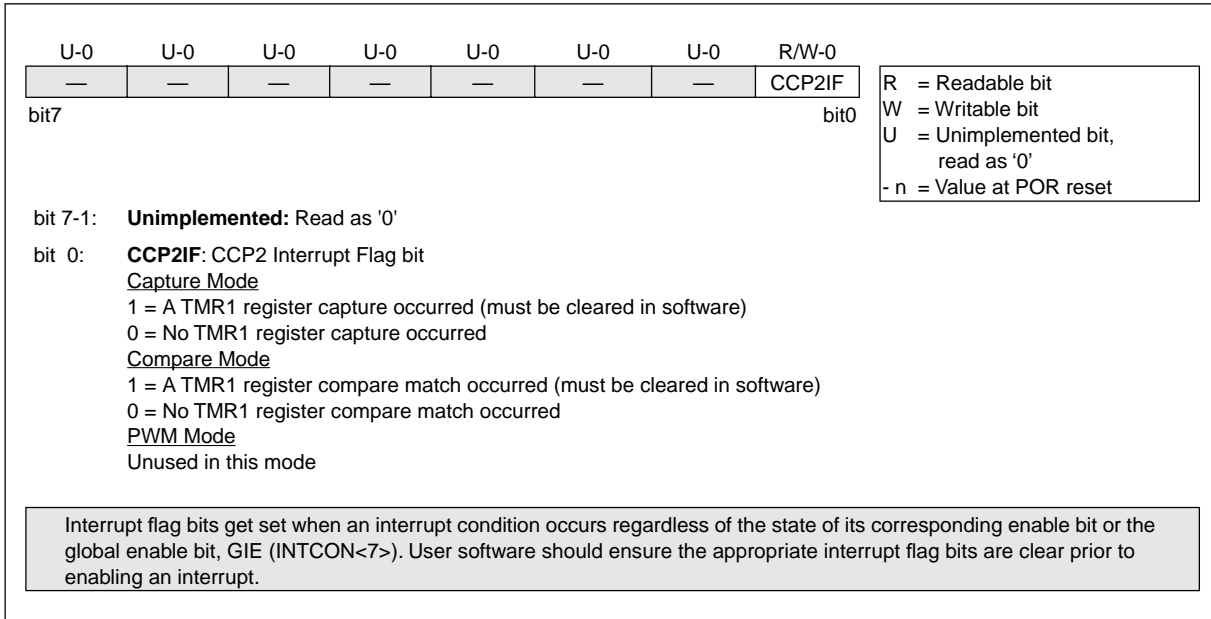 U-0 U-0 U-0 U-0 U-0 U-0 U-0 R/W-0
— — — — — — — CCP2IF
bit7 bit0
R = Readable bit
W = Writable bit
U = Unimplemented bit,
read as ‘0’
- n = Value at POR reset
bit 7-1: Unimplemented: Read as '0'
bit 0: CCP2IF: CCP2 Interrupt Flag bit
Capture Mode
1 = A TMR1 register capture occurred (must be cleared in software)
0 = No TMR1 register capture occurred
Compare Mode
1 = A TMR1 register compare match occurred (must be cleared in software)
0 = No TMR1 register compare match occurred
PWM Mode
Unused in this mode
Interrupt flag bits get set when an interrupt condition occurs regardless of the state of its corresponding enable bit or the
global enable bit, GIE (INTCON<7>). User software should ensure the appropriate interrupt flag bits are clear prior to
enabling an interrupt.